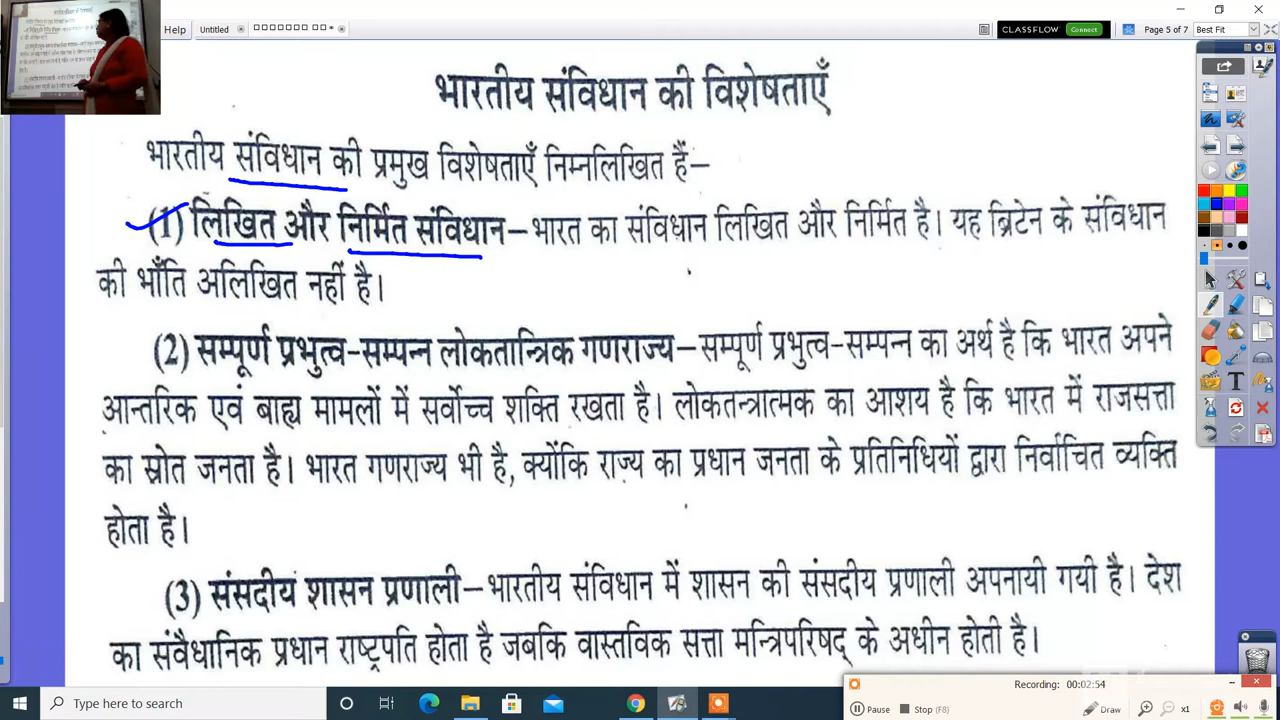 Help
Untitled
CLASSFLOW Connect
Page 5 of 7
Best Fit
भारतीय संविधान की विशेषताएँ
भारतीय संविधान की प्रमुख विशेषताएँ निम्नलिखित हैं–
(1) लिखित और निर्मित संविधान–भारत का संविधान लिखित और निर्मित है। यह ब्रिटेन के संविधान
की भाँति अलिखित नहीं है।
(2) सम्पूर्ण प्रभुत्व-सम्पन्न लोकतान्त्रिक गणराज्य–सम्पूर्ण प्रभुत्व-सम्पन्न का अर्थ है कि भारत अपने
आन्तरिक एवं बाह्य मामलों में सर्वोच्च शक्ति रखता है। लोकतन्त्रात्मक का आशय है कि भारत में राजसत्ता
का स्रोत जनता है। भारत गणराज्य भी है, क्योंकि राज्य का प्रधान जनता के प्रतिनिधियों द्वारा निर्वाचित व्यक्ति
होता है।
(3) संसदीय शासन प्रणाली–भारतीय संविधान में शासन की संसदीय प्रणाली अपनायी गयी है। देश
का संवैधानिक प्रधान राष्ट्रपति होता है जबकि वास्तविक सत्ता मन्त्रिपरिषद् के अधीन होती है।
Recording: 00:02:54
Pause Stop (F8) Draw x1
Type here to search